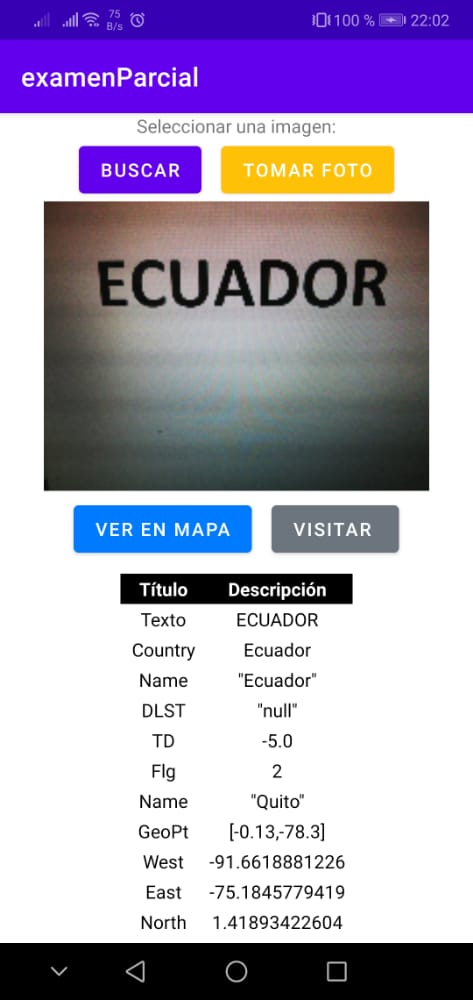 75
B/s
100 %
22:02
examenParcial
Seleccionar una imagen:
BUSCAR
TOMAR FOTO
ECUADOR
VER EN MAPA
VISITAR
Título Descripción
Texto ECUADOR
Country Ecuador
Name "Ecuador"
DLST "null"
TD -5.0
Flg 2
Name "Quito"
GeoPt [-0.13,-78.3]
West -91.6618881226
East -75.1845779419
North 1.41893422604